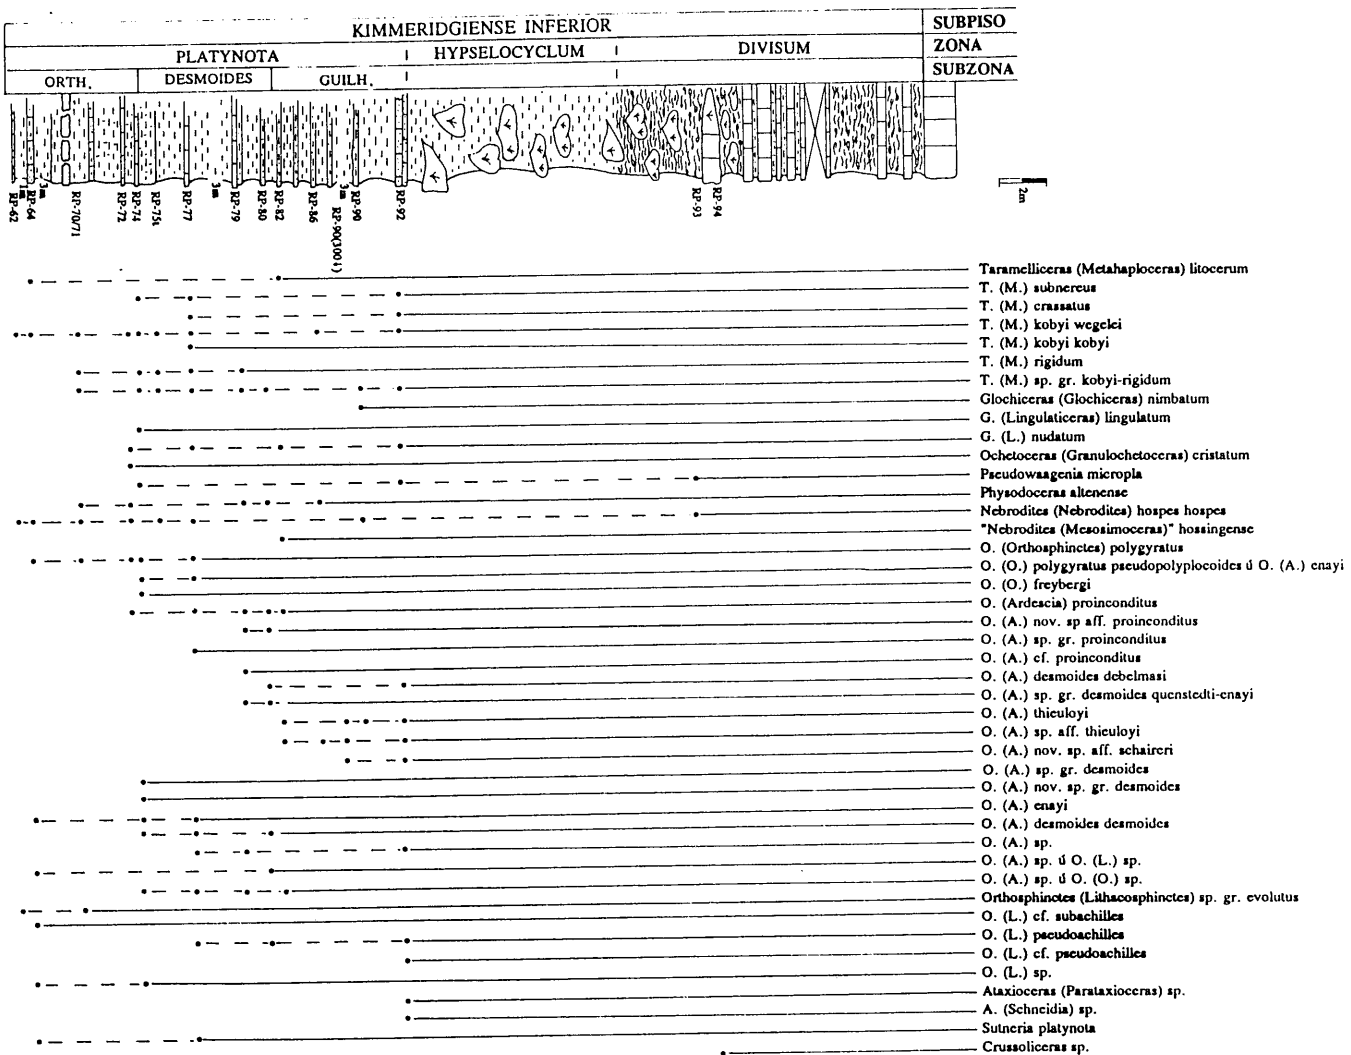 KIMMERIDGIENSE INFERIOR
SUBPISO
PLATYNOTA
HYPSELOCYCLUM
DIVISUM
ZONA
ORTH.
DESMOIDES
GUILH.
SUBZONA
1m
3m
3m
3m
2m
RP-62
RP-64
RP-70/71
RP-72
RP-74
RP-77
RP-79
RP-80
RP-82
RP-86
RP-90
RP-92
RP-93
RP-94
Taramelliceras (Metahaploceras) litocerum
T. (M.) subnereus
T. (M.) crassatus
T. (M.) kobyi wegelei
T. (M.) kobyi kobyi
T. (M.) rigidum
T. (M.) sp. gr. kobyi-rigidum
Glochiceras (Glochiceras) nimbatum
G. (Lingulaticeras) lingulatum
G. (L.) nudatum
Ochetoceras (Granulochetoceras) cristatum
Pseudowaagenia micropla
Physodoceras altenense
Nebrodites (Nebrodites) hospes hospes
"Nebrodites (Mesosimoceras)" hossingense
O. (Orthosphinctes) polygyratus
O. (O.) polygyratus pseudopolyplocoides ú O. (A.) enayi
O. (O.) freybergi
O. (Ardescia) proinconditus
O. (A.) nov. sp aff. proinconditus
O. (A.) sp. gr. proinconditus
O. (A.) cf. proinconditus
O. (A.) desmoides debelmasi
O. (A.) sp. gr. desmoides quenstedti-enayi
O. (A.) thieuloyi
O. (A.) sp. aff. thieuloyi
O. (A.) nov. sp. aff. schaireri
O. (A.) sp. gr. desmoides
O. (A.) nov. sp. gr. desmoides
O. (A.) enayi
O. (A.) desmoides desmoides
O. (A.) sp.
O. (A.) sp. ú O. (L.) sp.
O. (A.) sp. ú O. (O.) sp.
Orthosphinctes (Lithacosphinctes) sp. gr. evolutus
O. (L.) cf. subachilles
O. (L.) pseudoachilles
O. (L.) cf. pseudoachilles
O. (L.) sp.
Ataxioceras (Parataxioceras) sp.
A. (Schneidia) sp.
Sutneria platynota
Crussoliceras sp.